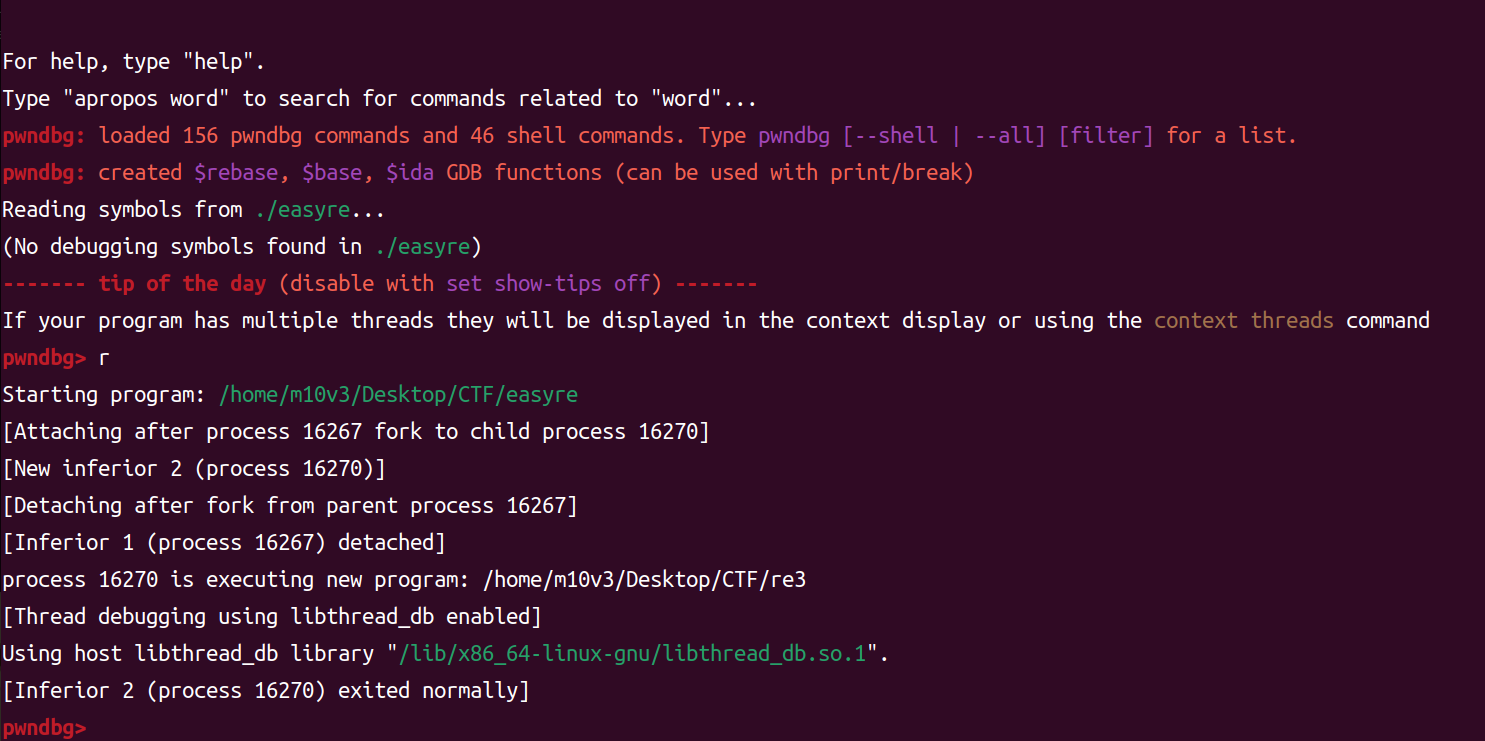 For help, type "help".
Type "apropos word" to search for commands related to "word"...
pwndbg: loaded 156 pwndbg commands and 46 shell commands. Type pwndbg [--shell | --all] [filter] for a list.
pwndbg: created $rebase, $base, $ida GDB functions (can be used with print/break)
Reading symbols from ./easyre...
(No debugging symbols found in ./easyre)
------- tip of the day (disable with set show-tips off) -------
If your program has multiple threads they will be displayed in the context display or using the context threads command
pwndbg> r
Starting program: /home/m10v3/Desktop/CTF/easyre
[Attaching after process 16267 fork to child process 16270]
[New inferior 2 (process 16270)]
[Detaching after fork from parent process 16267]
[Inferior 1 (process 16267) detached]
process 16270 is executing new program: /home/m10v3/Desktop/CTF/re3
[Thread debugging using libthread_db enabled]
Using host libthread_db library "/lib/x86_64-linux-gnu/libthread_db.so.1".
[Inferior 2 (process 16270) exited normally]
pwndbg>